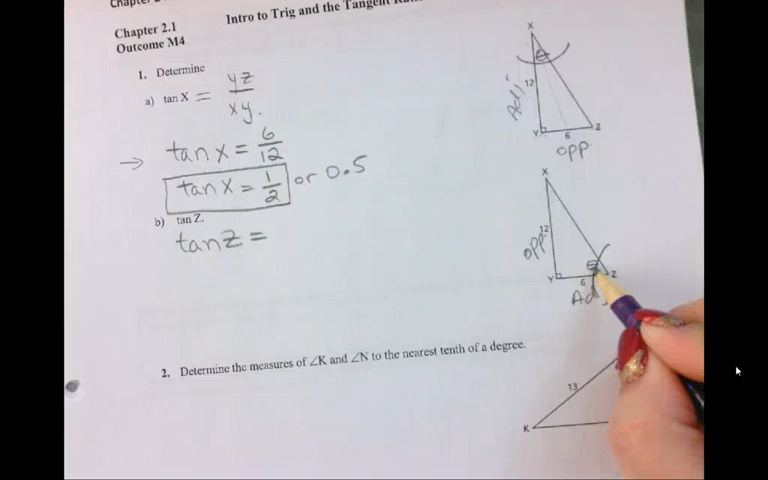 Chapter 2.1
Intro to Trig and the Tangent
Outcome M4
1. Determine
a) tan X = yz
xy.
→ tan x = 6
12
tan x = 1
2
or 0.5
b) tan Z.
tan z =
X
θ
12
Adj
Y
6
Z
opp
X
12
opp
θ
Y
6
Z
Adj
2. Determine the measures of ∠K and ∠N to the nearest tenth of a degree.
13
K